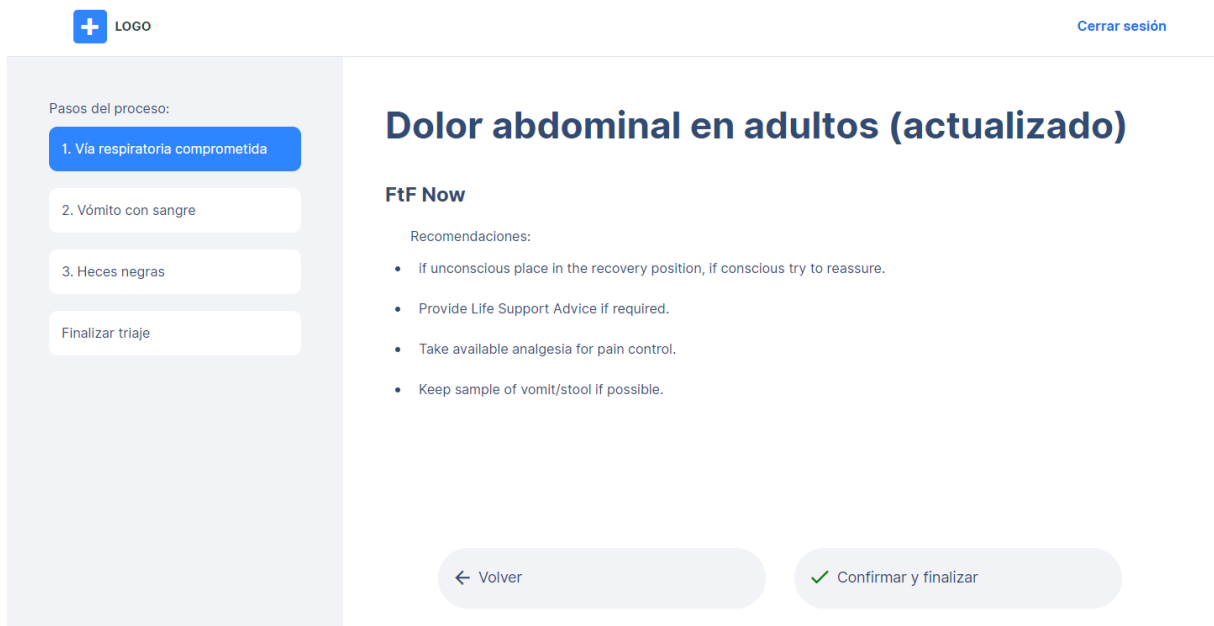 LOGO
Cerrar sesión
Pasos del proceso:
1. Vía respiratoria comprometida
2. Vómito con sangre
3. Heces negras
Finalizar triaje
Dolor abdominal en adultos (actualizado)
FtF Now
Recomendaciones:
• if unconscious place in the recovery position, if conscious try to reassure.
• Provide Life Support Advice if required.
• Take available analgesia for pain control.
• Keep sample of vomit/stool if possible.
Volver
Confirmar y finalizar